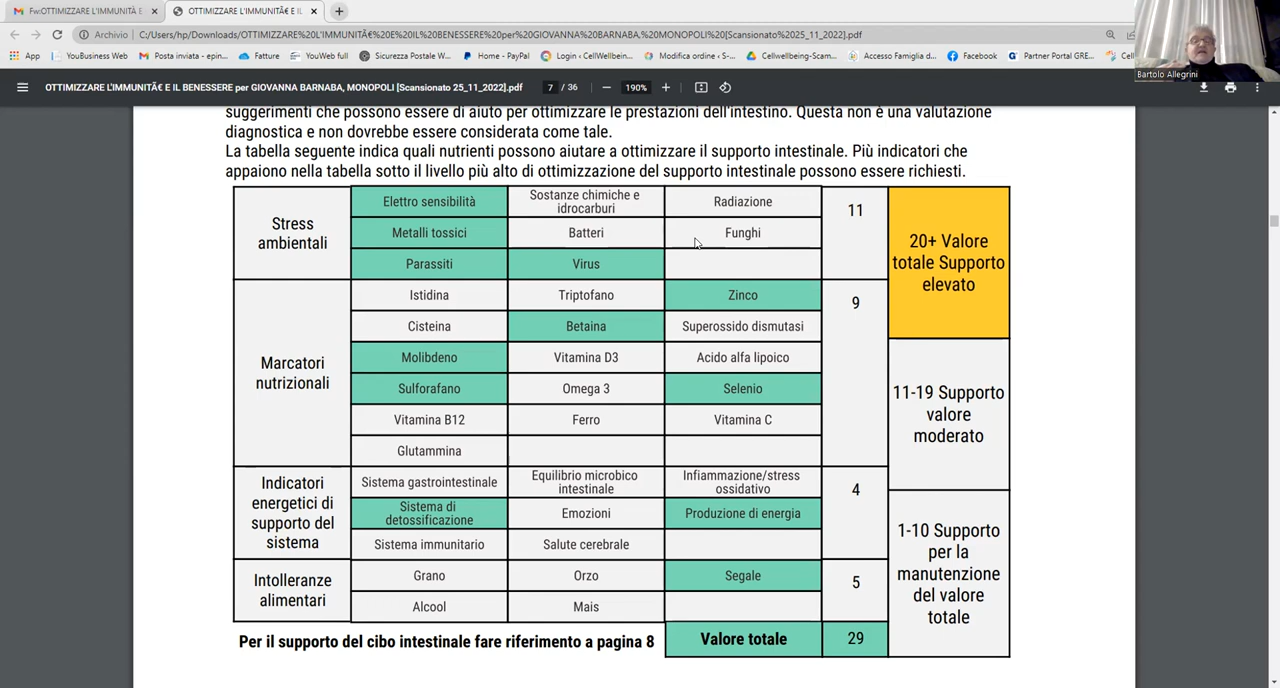 Fw:OTTIMIZZARE L'IMMUNITÀ E
OTTIMIZZARE L'IMMUNITÃ€ E IL
Archivio
C:/Users/hp/Downloads/OTTIMIZZARE%20L'IMMUNITÃ€%20E%20IL%20BENESSERE%20per%20GIOVANNA%20BARNABA,%20MONOPOLI%20[Scansionato%2025_11_2022].pdf
App
YouBusiness Web
Posta inviata - epin...
Fatture
YouWeb full
Sicurezza Postale W...
Home - PayPal
Login ‹ CellWellbein...
Modifica ordine ‹ S...
Cellwellbeing-Scam...
Accesso Famiglia d...
Facebook
Partner Portal GRE...
Cell
Bartolo Allegrini
OTTIMIZZARE L'IMMUNITÃ€ E IL BENESSERE per GIOVANNA BARNABA, MONOPOLI [Scansionato 25_11_2022].pdf
7 / 36
190%
suggerimenti che possono essere di aiuto per ottimizzare le prestazioni dell'intestino. Questa non è una valutazione
diagnostica e non dovrebbe essere considerata come tale.
La tabella seguente indica quali nutrienti possono aiutare a ottimizzare il supporto intestinale. Più indicatori che
appaiono nella tabella sotto il livello più alto di ottimizzazione del supporto intestinale possono essere richiesti.
Stress
ambientali
Elettro sensibilità
Sostanze chimiche e
idrocarburi
Radiazione
Metalli tossici
Batteri
Funghi
Parassiti
Virus
11
20+ Valore
totale Supporto
elevato
Marcatori
nutrizionali
Istidina
Triptofano
Zinco
Cisteina
Betaina
Superossido dismutasi
Molibdeno
Vitamina D3
Acido alfa lipoico
Sulforafano
Omega 3
Selenio
Vitamina B12
Ferro
Vitamina C
Glutammina
9
11-19 Supporto
valore
moderato
Indicatori
energetici di
supporto del
sistema
Sistema gastrointestinale
Equilibrio microbico
intestinale
Infiammazione/stress
ossidativo
Sistema di
detossificazione
Emozioni
Produzione di energia
Sistema immunitario
Salute cerebrale
4
1-10 Supporto
per la
manutenzione
del valore
totale
Intolleranze
alimentari
Grano
Orzo
Segale
Alcool
Mais
5
Per il supporto del cibo intestinale fare riferimento a pagina 8
Valore totale
29